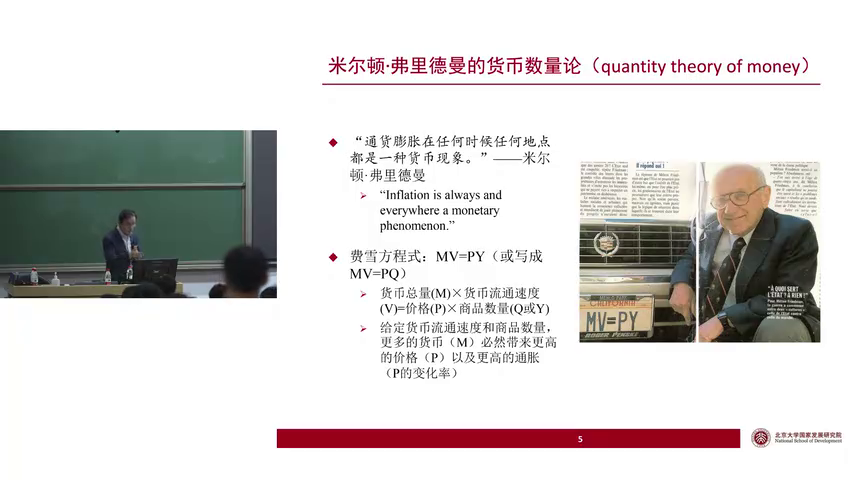 米尔顿·弗里德曼的货币数量论（quantity theory of money）
“通货膨胀在任何时候任何地点
都是一种货币现象。”——米尔
顿·弗里德曼
“Inflation is always and
everywhere a monetary
phenomenon.”
费雪方程式：MV=PY（或写成
MV=PQ）
货币总量(M)×货币流通速度
(V)=价格(P)×商品数量(Q或Y)
给定货币流通速度和商品数量，
更多的货币（M）必然带来更高
的价格（P）以及更高的通胀
（P的变化率）
Il répond oui !
"À QUOI SERT
L'ÉTAT ? À RIEN !"
CALIFORNIA
MV=PY
ROGER PENSKE
5
北京大学国家发展研究院
National School of Development